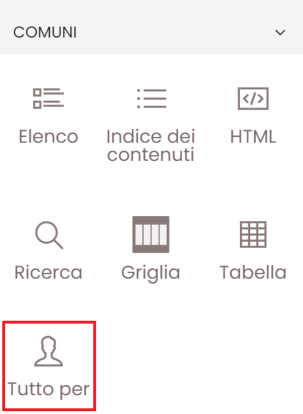 COMUNI
Elenco
Indice dei
contenuti
HTML
Ricerca
Griglia
Tabella
Tutto per